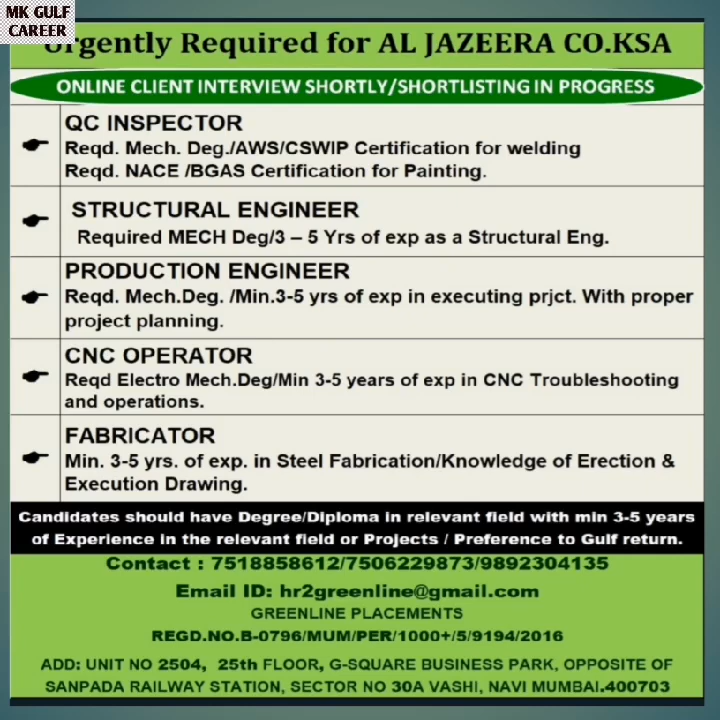 MK GULF
CAREER
Urgently Required for AL JAZEERA CO.KSA
ONLINE CLIENT INTERVIEW SHORTLY/SHORTLISTING IN PROGRESS
QC INSPECTOR
Reqd. Mech. Deg./AWS/CSWIP Certification for welding
Reqd. NACE /BGAS Certification for Painting.
STRUCTURAL ENGINEER
Required MECH Deg/3 – 5 Yrs of exp as a Structural Eng.
PRODUCTION ENGINEER
Reqd. Mech.Deg. /Min.3-5 yrs of exp in executing prjct. With proper
project planning.
CNC OPERATOR
Reqd Electro Mech.Deg/Min 3-5 years of exp in CNC Troubleshooting
and operations.
FABRICATOR
Min. 3-5 yrs. of exp. in Steel Fabrication/Knowledge of Erection &
Execution Drawing.
Candidates should have Degree/Diploma in relevant field with min 3-5 years
of Experience in the relevant field or Projects / Preference to Gulf return.
Contact : 7518858612/7506229873/9892304135
Email ID: hr2greenline@gmail.com
GREENLINE PLACEMENTS
REGD.NO.B-0796/MUM/PER/1000+/5/9194/2016
ADD: UNIT NO 2504, 25th FLOOR, G-SQUARE BUSINESS PARK, OPPOSITE OF
SANPADA RAILWAY STATION, SECTOR NO 30A VASHI, NAVI MUMBAI.400703